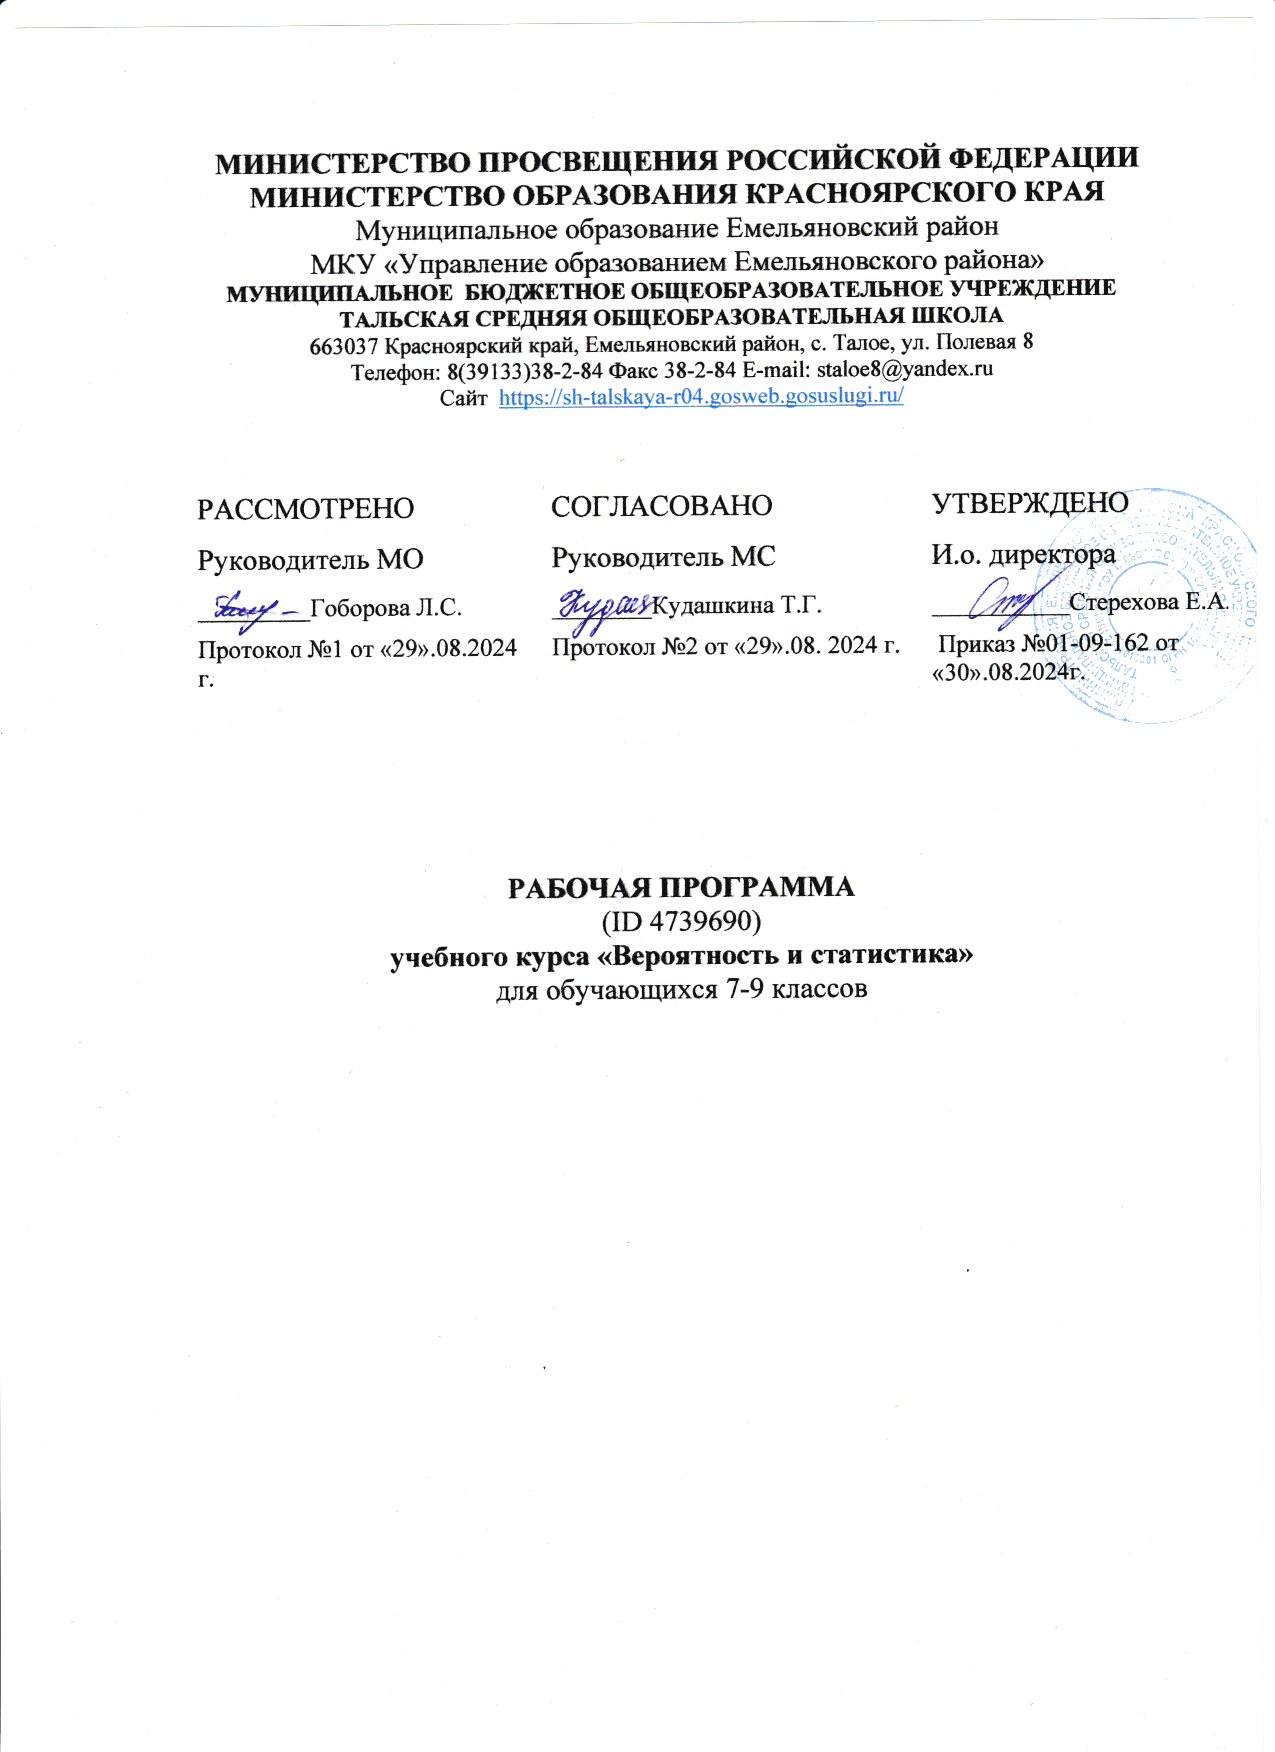 МИНИСТЕРСТВО ПРОСВЕЩЕНИЯ РОССИЙСКОЙ ФЕДЕРАЦИИ
МИНИСТЕРСТВО ОБРАЗОВАНИЯ КРАСНОЯРСКОГО КРАЯ
Муниципальное образование Емельяновский район
МКУ «Управление образованием Емельяновского района»
МУНИЦИПАЛЬНОЕ БЮДЖЕТНОЕ ОБЩЕОБРАЗОВАТЕЛЬНОЕ УЧРЕЖДЕНИЕ
ТАЛЬСКАЯ СРЕДНЯЯ ОБЩЕОБРАЗОВАТЕЛЬНАЯ ШКОЛА
663037 Красноярский край, Емельяновский район, с. Талое, ул. Полевая 8
Телефон: 8(39133)38-2-84 Факс 38-2-84 E-mail: staloe8@yandex.ru
Сайт https://sh-talskaya-r04.gosweb.gosuslugi.ru/
РАССМОТРЕНО
Руководитель МО
Гоборова Л.С.
Протокол №1 от «29».08.2024
г.
СОГЛАСОВАНО
Руководитель МС
Кудашкина Т.Г.
Протокол №2 от «29».08. 2024 г.
УТВЕРЖДЕНО
И.о. директора
Стерехова Е.А.
Приказ №01-09-162 от
«30».08.2024г.
РАБОЧАЯ ПРОГРАММА
(ID 4739690)
учебного курса «Вероятность и статистика»
для обучающихся 7-9 классов